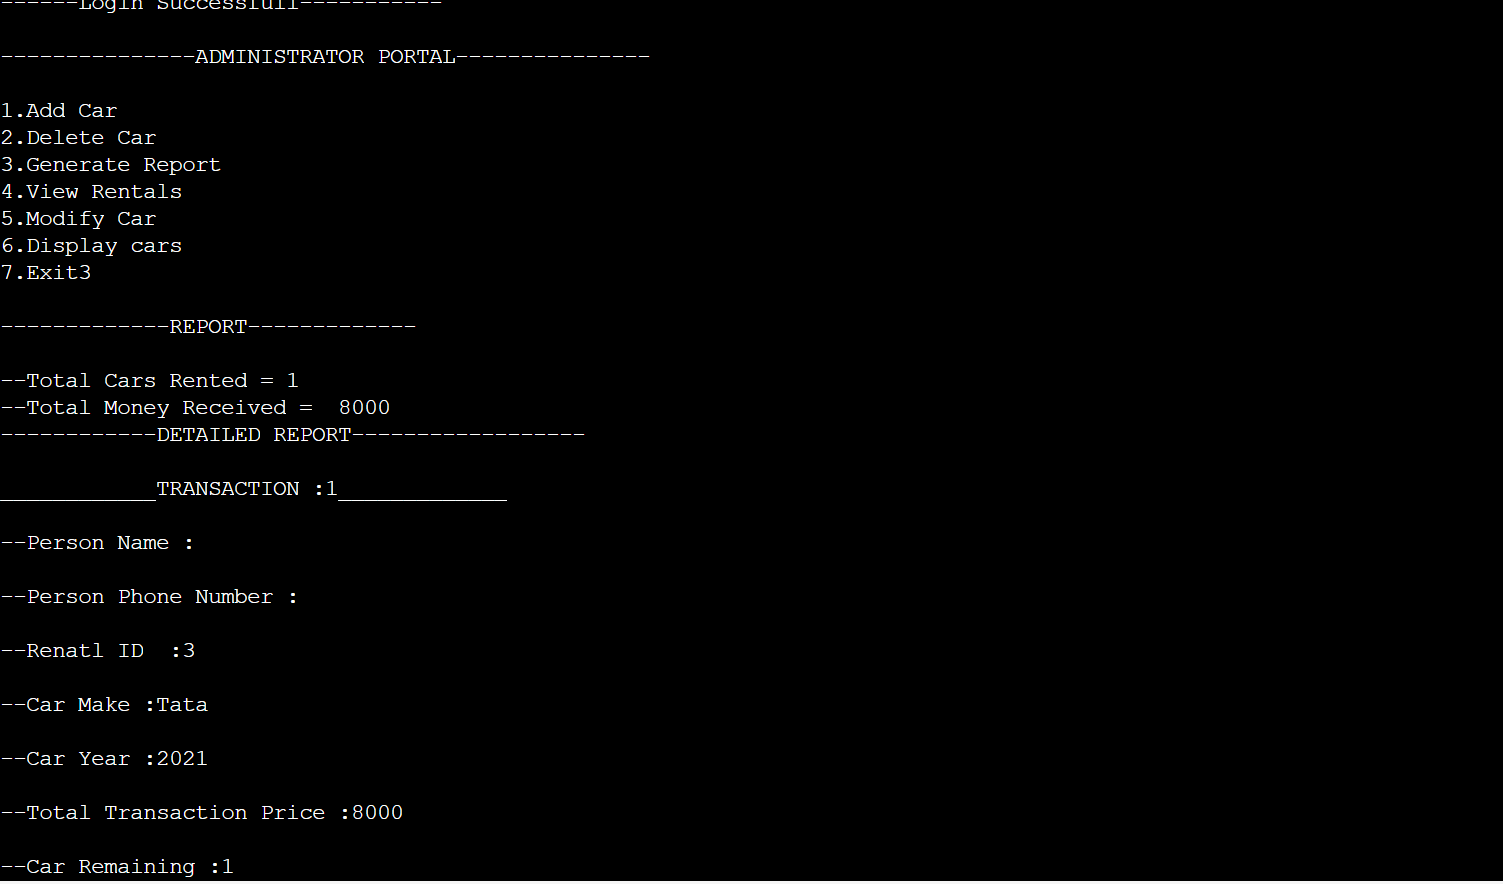 ------Login Successfull-----------
---------------ADMINISTRATOR PORTAL---------------
1.Add Car
2.Delete Car
3.Generate Report
4.View Rentals
5.Modify Car
6.Display cars
7.Exit3
-------------REPORT-------------
--Total Cars Rented = 1
--Total Money Received =  8000
------------DETAILED REPORT------------------
____________TRANSACTION :1_____________
--Person Name :
--Person Phone Number :
--Renatl ID  :3
--Car Make :Tata
--Car Year :2021
--Total Transaction Price :8000
--Car Remaining :1